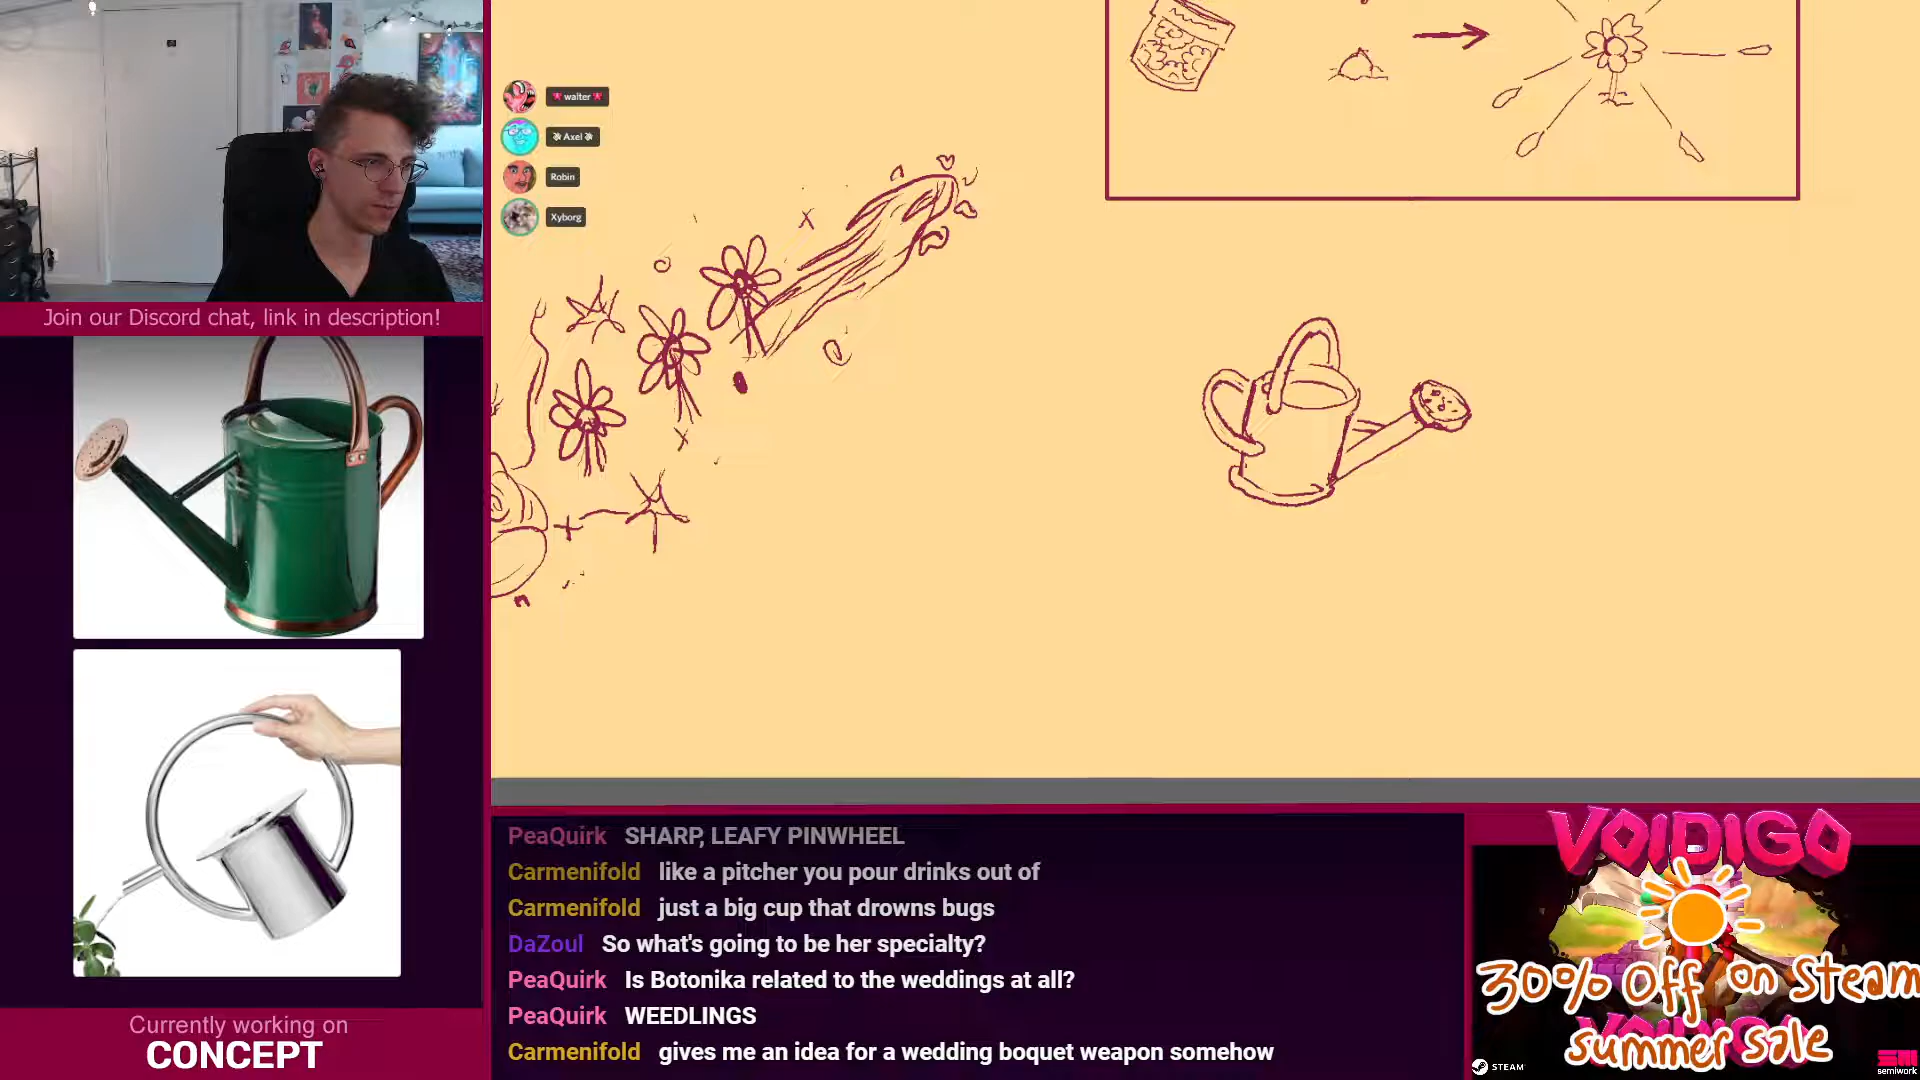 walter
Axel
Robin
Xyborg
Join our Discord chat, link in description!
PeaQuirk SHARP, LEAFY PINWHEEL
Carmenifold like a pitcher you pour drinks out of
Carmenifold just a big cup that drowns bugs
DaZoul So what's going to be her specialty?
PeaQuirk Is Botonika related to the weddings at all?
PeaQuirk WEEDLINGS
Carmenifold gives me an idea for a wedding boquet weapon somehow
Currently working on
CONCEPT
VOIDIGO
30% Off on Steam
summer sale
STEAM
semiwork